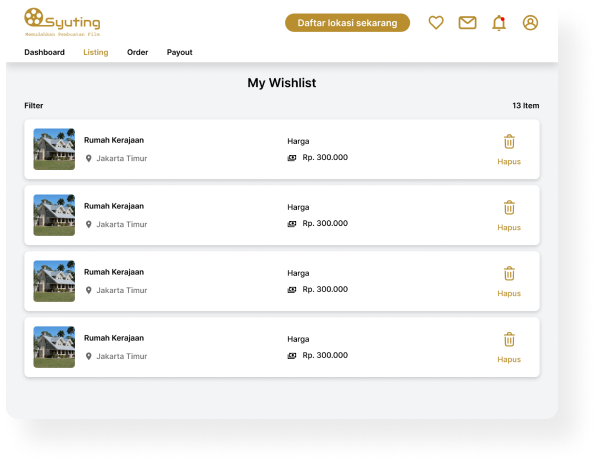 Syuting
Memudahkan Pembuatan Film
Daftar lokasi sekarang
Dashboard Listing Order Payout
My Wishlist
Filter 13 Item
Rumah Kerajaan
Jakarta Timur
Harga
Rp. 300.000
Hapus
Rumah Kerajaan
Jakarta Timur
Harga
Rp. 300.000
Hapus
Rumah Kerajaan
Jakarta Timur
Harga
Rp. 300.000
Hapus
Rumah Kerajaan
Jakarta Timur
Harga
Rp. 300.000
Hapus